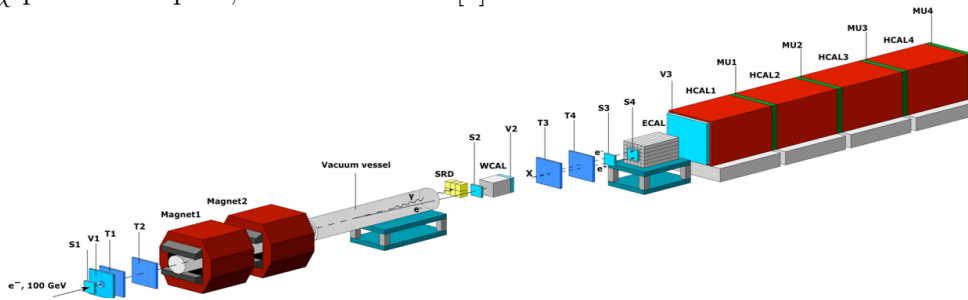 MU4
MU3
HCAL4
MU2
HCAL3
MU1
HCAL2
V3
HCAL1
S4
S3
ECAL
T4
T3
V2
S2
WCAL
e⁻
e⁺
X
SRD
Vacuum vessel
γ
e⁻
Magnet2
Magnet1
T2
T1
V1
S1
e⁻, 100 GeV